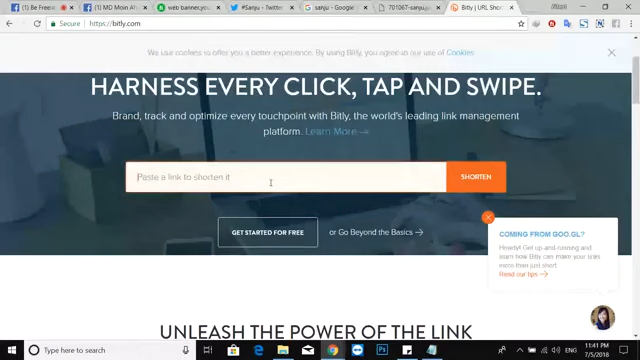 Be Freela
MD Moin Ah
web banner,you
#Sanju - Twitter
sanju - Google S
701067-sanju.jp
Bitly | URL Short
Secure https://bitly.com
We use cookies to offer you a better experience. By using Bitly, you agree to our use of Cookies
HARNESS EVERY CLICK, TAP AND SWIPE.
Brand, track and optimize every touchpoint with Bitly, the world's leading link management
platform. Learn More →
Paste a link to shorten it
SHORTEN
GET STARTED FOR FREE
or Go Beyond the Basics →
COMING FROM GOO.GL?
Howdy! Get up-and-running and
learn how Bitly can make your links
more than just short.
Read our tips →
UNLEASH THE POWER OF THE LINK
Type here to search
ENG
11:41 PM
7/5/2018